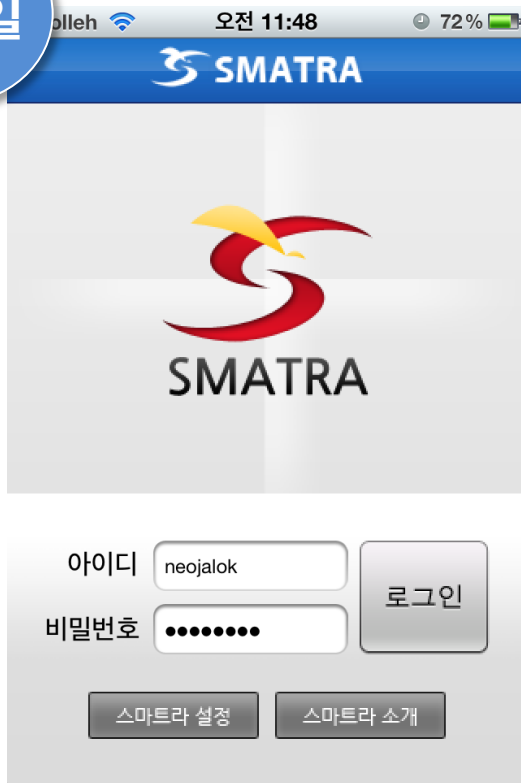 일
olleh 오전 11:48 72%
SMATRA
SMATRA
아이디 neojalok
로그인
비밀번호 ●●●●●●●●
스마트라 설정 스마트라 소개